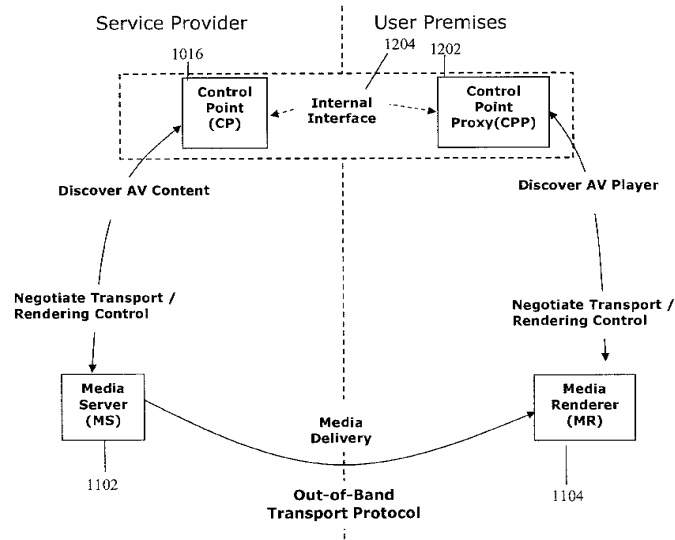 Service Provider
User Premises
1016
1204
1202
Control
Point
(CP)
Internal
Interface
Control
Point
Proxy(CPP)
Discover AV Content
Discover AV Player
Negotiate Transport /
Rendering Control
Negotiate Transport /
Rendering Control
Media
Server
(MS)
Media
Delivery
Media
Renderer
(MR)
1102
1104
Out-of-Band
Transport Protocol